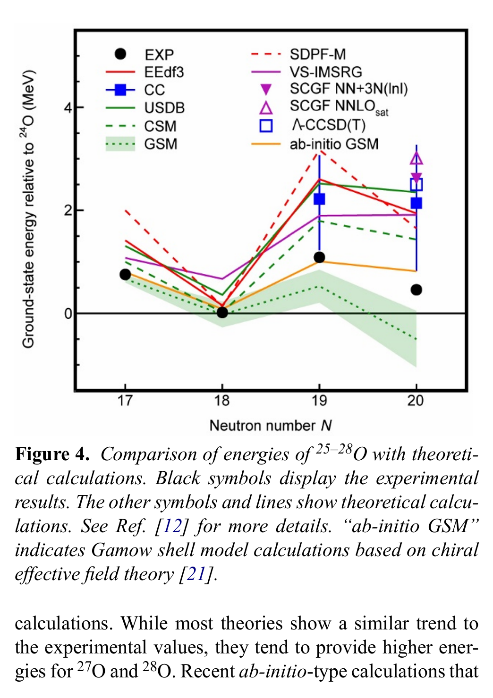 Ground-state energy relative to ²⁴O (MeV)
4
2
0
EXP
EEdf3
CC
USDB
CSM
GSM
SDPF-M
VS-IMSRG
SCGF NN+3N(lnl)
SCGF NNLOsat
Λ-CCSD(T)
ab-initio GSM
17 18 19 20
Neutron number N
Figure 4. Comparison of energies of ²⁵⁻²⁸O with theoreti-
cal calculations. Black symbols display the experimental
results. The other symbols and lines show theoretical calcu-
lations. See Ref. [12] for more details. “ab-initio GSM”
indicates Gamow shell model calculations based on chiral
effective field theory [21].
calculations. While most theories show a similar trend to
the experimental values, they tend to provide higher ener-
gies for ²⁷O and ²⁸O. Recent ab-initio-type calculations that